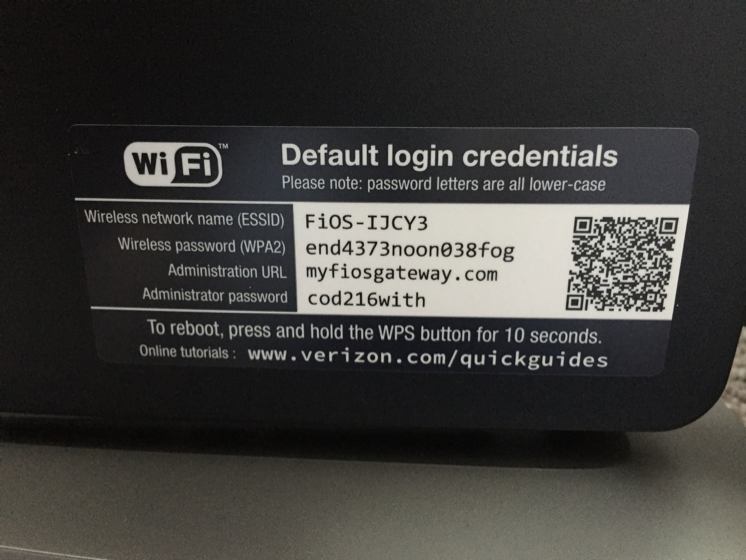 WiFi™
Default login credentials
Please note: password letters are all lower-case
Wireless network name (ESSID) FiOS-IJCY3
Wireless password (WPA2) end4373noon038fog
Administration URL myfiosgateway.com
Administrator password cod216with
To reboot, press and hold the WPS button for 10 seconds.
Online tutorials : www.verizon.com/quickguides